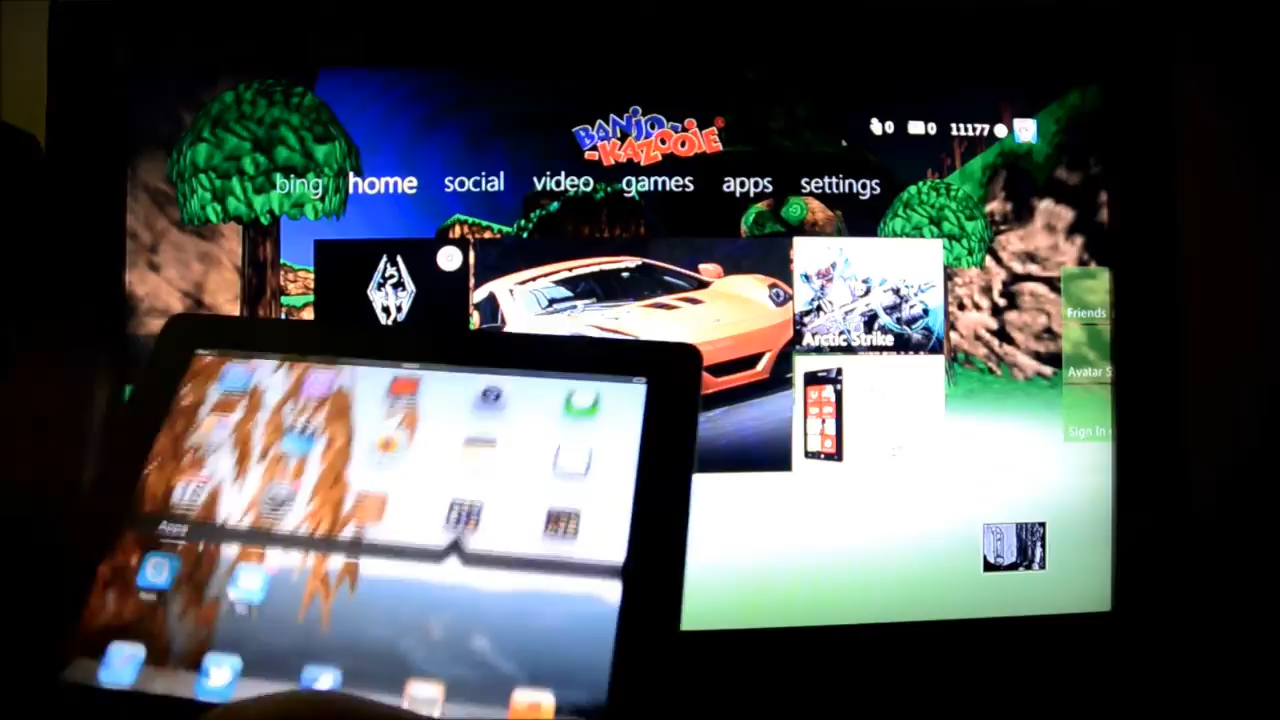 BANJO-
-KAZOOIE
0 0 11177
bing home social video games apps settings
Arctic Strike
Friends
Avatar S
Sign In
Apps